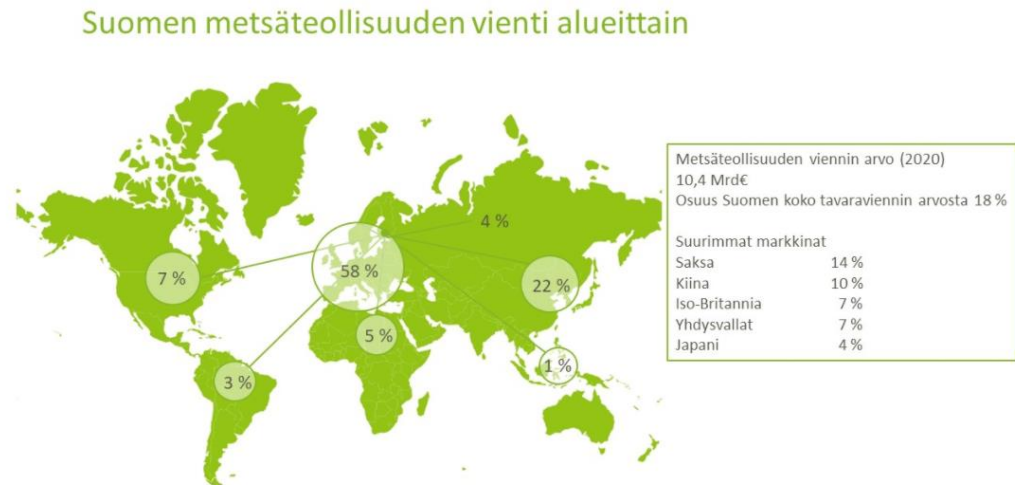 Suomen metsäteollisuuden vienti alueittain
Metsäteollisuuden viennin arvo (2020)
10,4 Mrd€
Osuus Suomen koko tavaraviennin arvosta 18 %
Suurimmat markkinat
Saksa 14 %
Kiina 10 %
Iso-Britannia 7 %
Yhdysvallat 7 %
Japani 4 %
4 %
58 %
7 %
22 %
5 %
1 %
3 %